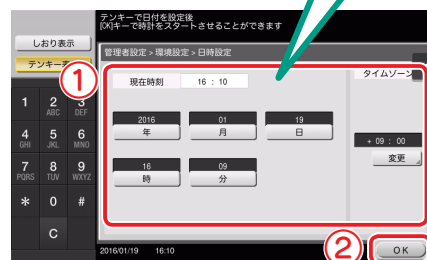 テンキーで日付を設定後
[OK]キーで時計をスタートさせることができます
しおり表示
テンキー
管理者設定 > 環境設定 > 日時設定
①
現在時刻 16 : 10
タイムゾーン
2016 01 19
年 月 日
+ 09 : 00
変更
16 09
時 分
1 2 ABC 3 DEF
4 GHI 5 JKL 6 MNO
7 PQRS 8 TUV 9 WXYZ
* 0 #
C
2016/01/19 16:10
②
OK